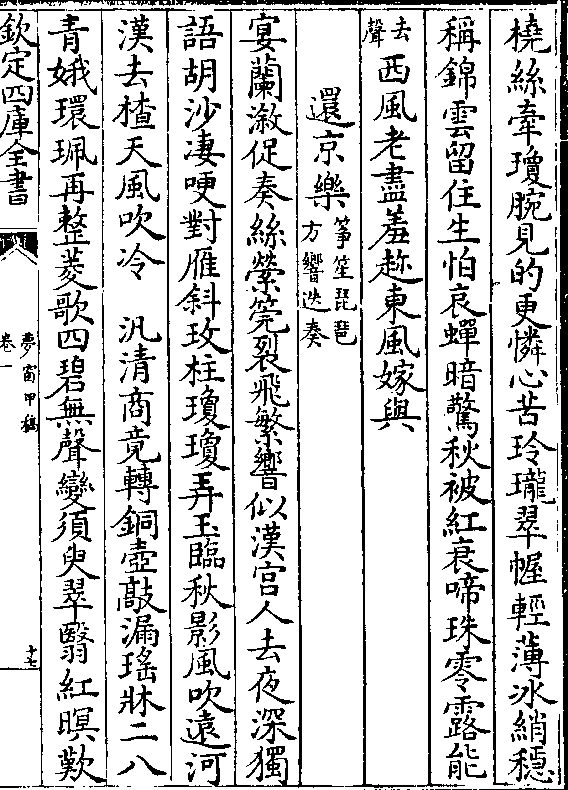 橈絲牽瓊腕見的更憐心苦玲瓏翠幄輕薄冰綃穩
稱錦雲留住生怕哀蟬暗驚秋被紅衰啼珠零露能
去聲西風老盡羞趂東風嫁與
還京樂箏笙琵琶方響迭奏
宴蘭溆促奏絲縈筦裂飛繁響似漢宮人去夜深獨
語胡沙凄哽對雁斜玫柱瓊瓊弄玉臨秋影風吹遠河
漢去楂天風吹冷 汎清商竟轉銅壺敲漏瑤牀二八
青娥環珮再整菱歌四碧無聲變須臾翠翳紅暝歎
欽定四庫全書
夢窗甲稿
卷一
十七